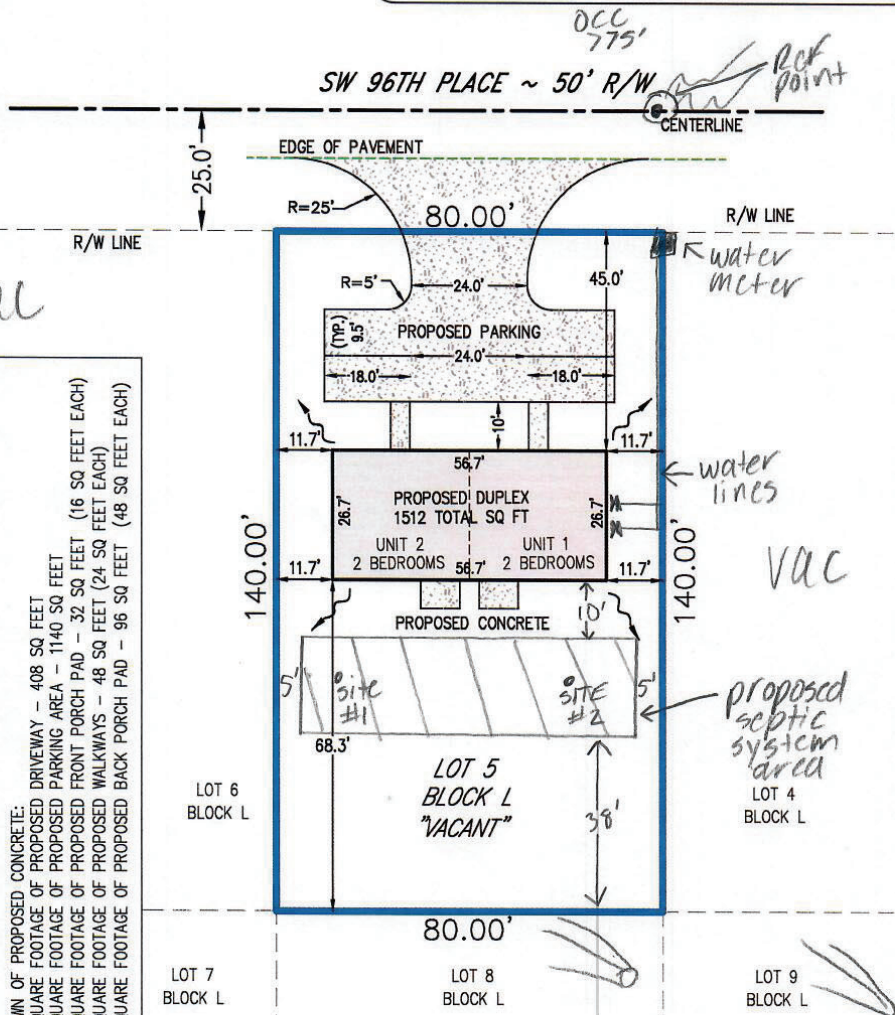 OCC
775'
SW 96TH PLACE ~ 50' R/W
Ref
point
CENTERLINE
25.0'
EDGE OF PAVEMENT
R=25'
80.00'
R/W LINE
R/W LINE
water
meter
R=5'
24.0'
45.0'
(TYP.)
9.5'
PROPOSED PARKING
24.0'
18.0'
18.0'
10'
11.7'
11.7'
56.7'
water
lines
26.7'
PROPOSED DUPLEX
1512 TOTAL SQ FT
26.7'
UNIT 2
2 BEDROOMS
UNIT 1
2 BEDROOMS
56.7'
11.7'
11.7'
140.00'
140.00'
vac
PROPOSED CONCRETE
10'
5'
site
#1
SITE
#2
5'
proposed
septic
system
area
68.3'
LOT 5
BLOCK L
"VACANT"
38'
LOT 6
BLOCK L
LOT 4
BLOCK L
80.00'
LOT 7
BLOCK L
LOT 8
BLOCK L
LOT 9
BLOCK L
WN OF PROPOSED CONCRETE:
QUARE FOOTAGE OF PROPOSED DRIVEWAY - 408 SQ FEET
QUARE FOOTAGE OF PROPOSED PARKING AREA - 1140 SQ FEET
QUARE FOOTAGE OF PROPOSED FRONT PORCH PAD - 32 SQ FEET (16 SQ FEET EACH)
QUARE FOOTAGE OF PROPOSED WALKWAYS - 48 SQ FEET (24 SQ FEET EACH)
QUARE FOOTAGE OF PROPOSED BACK PORCH PAD - 96 SQ FEET (48 SQ FEET EACH)